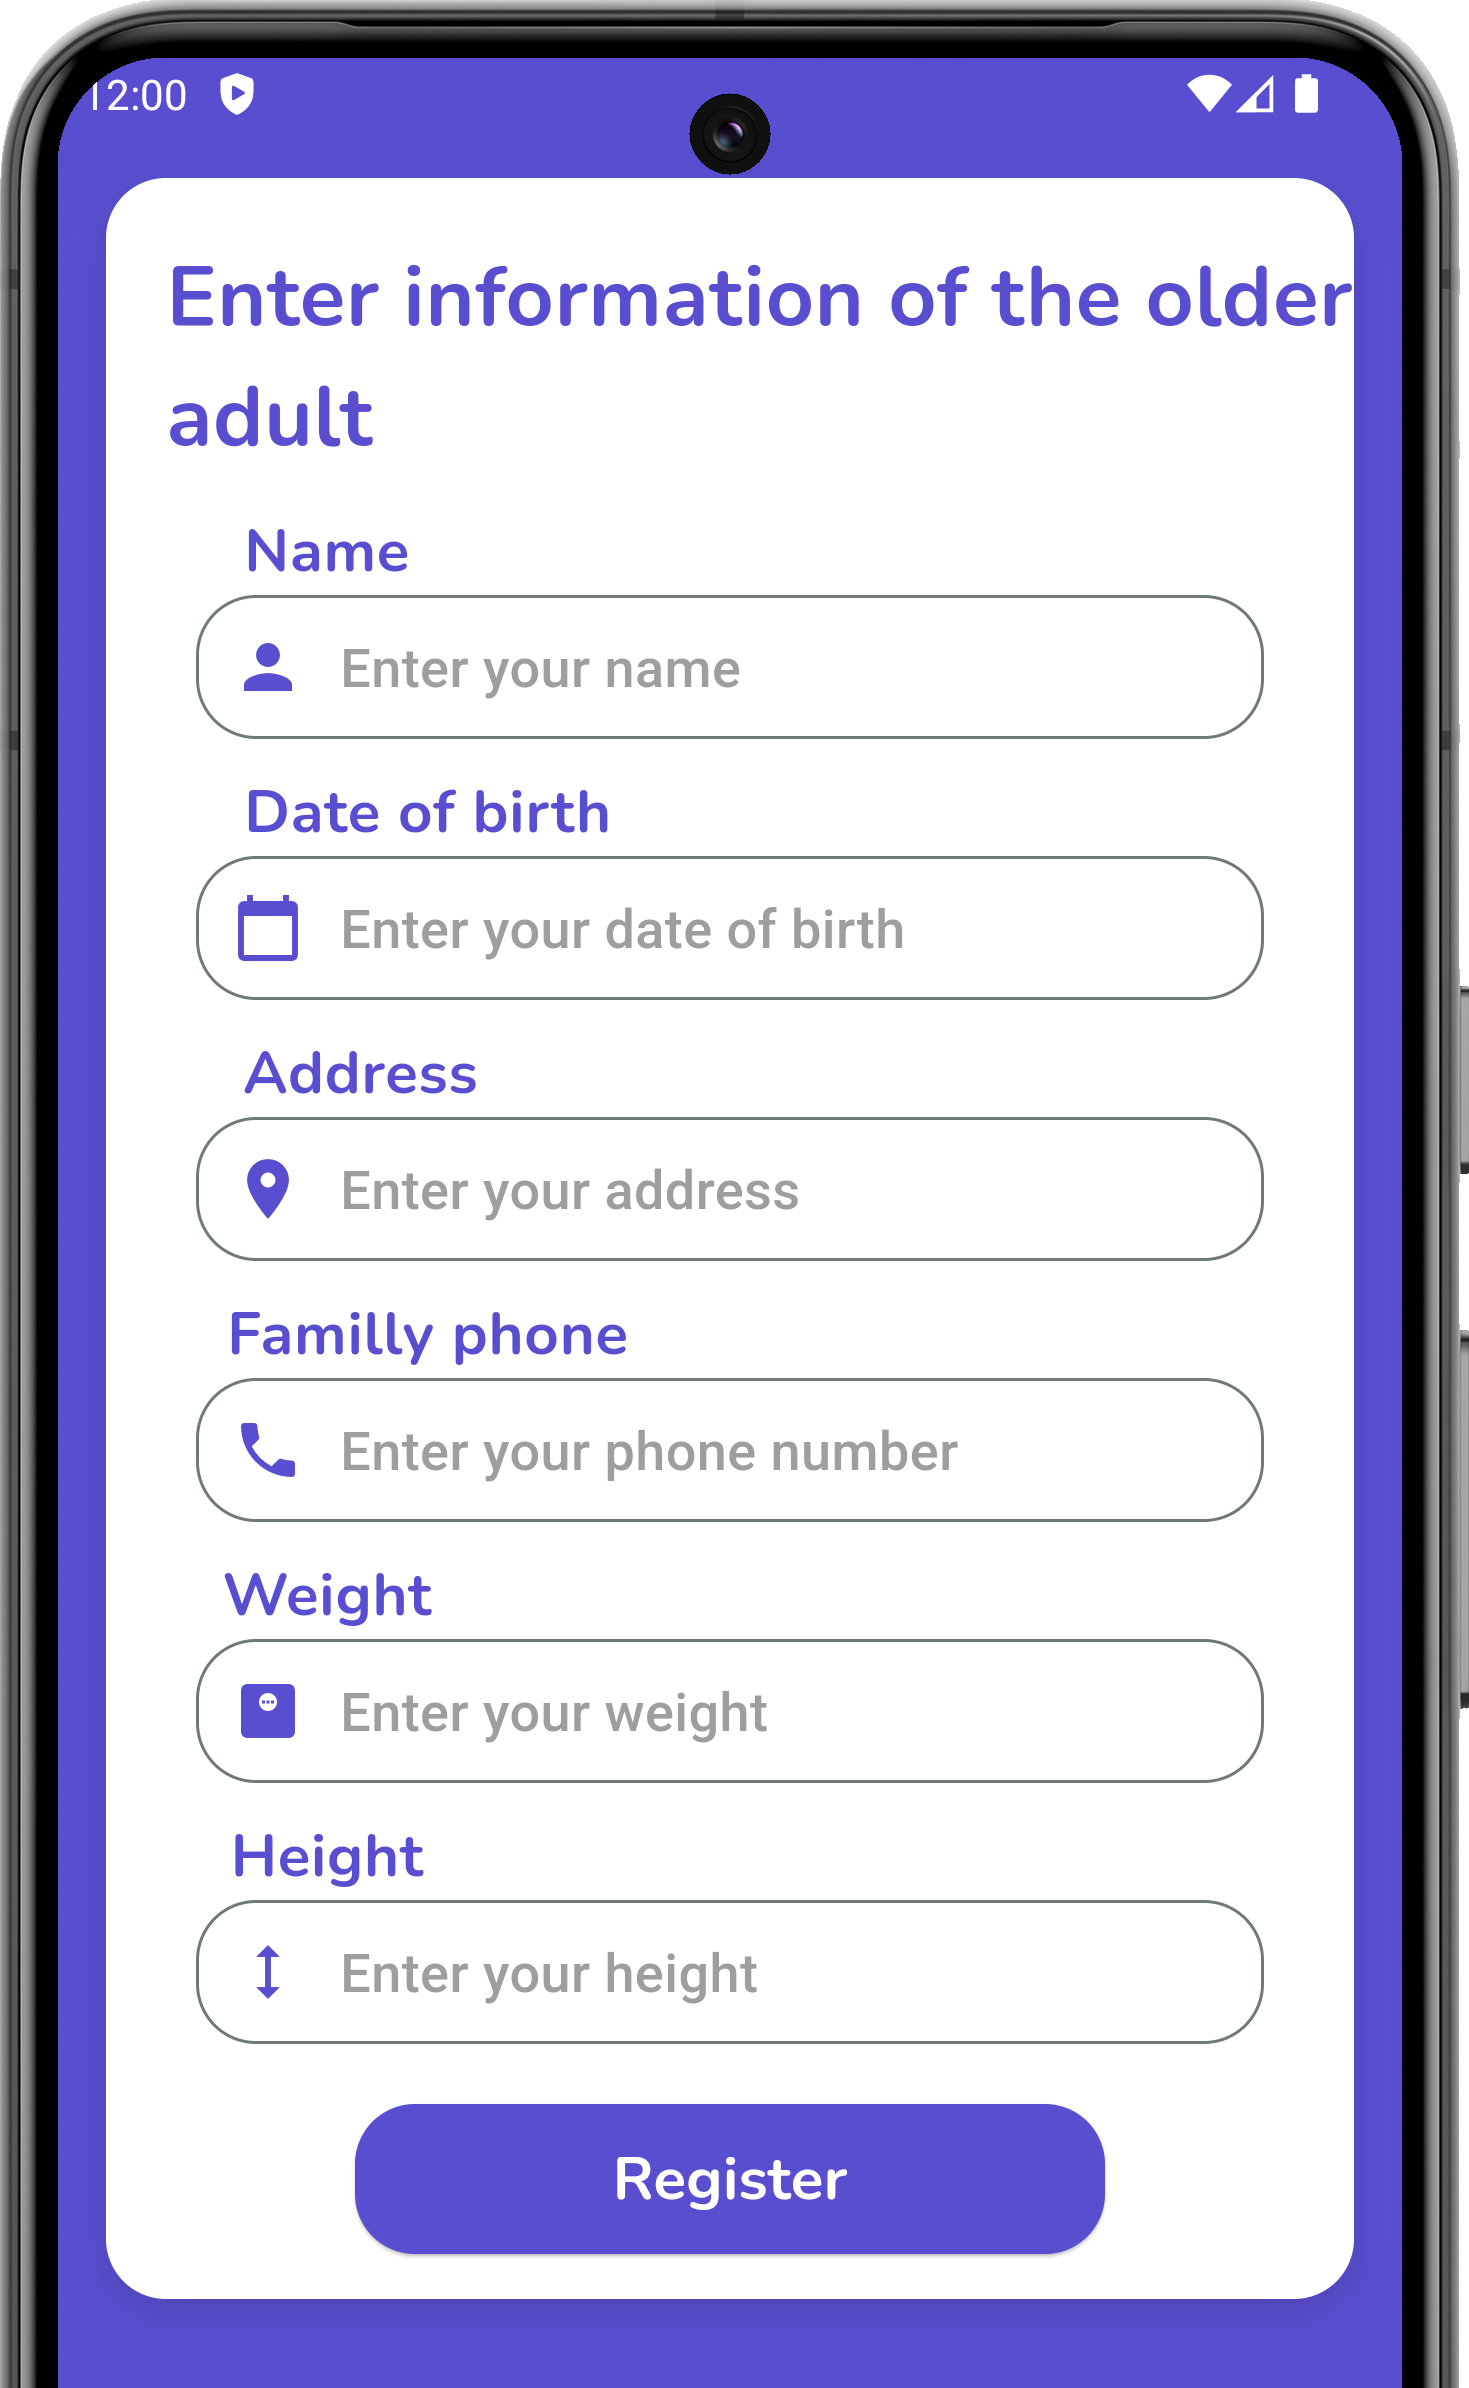 12:00
Enter information of the older
adult
Name
Enter your name
Date of birth
Enter your date of birth
Address
Enter your address
Familly phone
Enter your phone number
Weight
Enter your weight
Height
Enter your height
Register